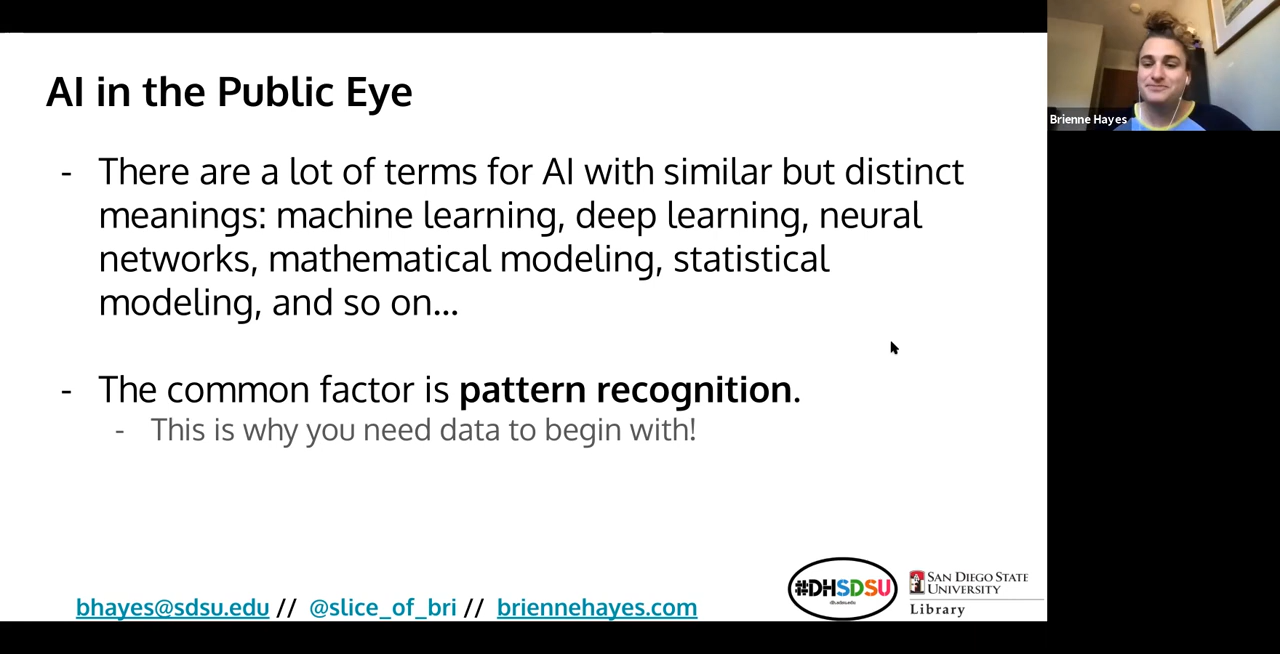 AI in the Public Eye
- There are a lot of terms for AI with similar but distinct
meanings: machine learning, deep learning, neural
networks, mathematical modeling, statistical
modeling, and so on...
- The common factor is pattern recognition.
- This is why you need data to begin with!
bhayes@sdsu.edu // @slice_of_bri // briennehayes.com
#DHSDSU
SAN DIEGO STATE
UNIVERSITY
Library
Brienne Hayes